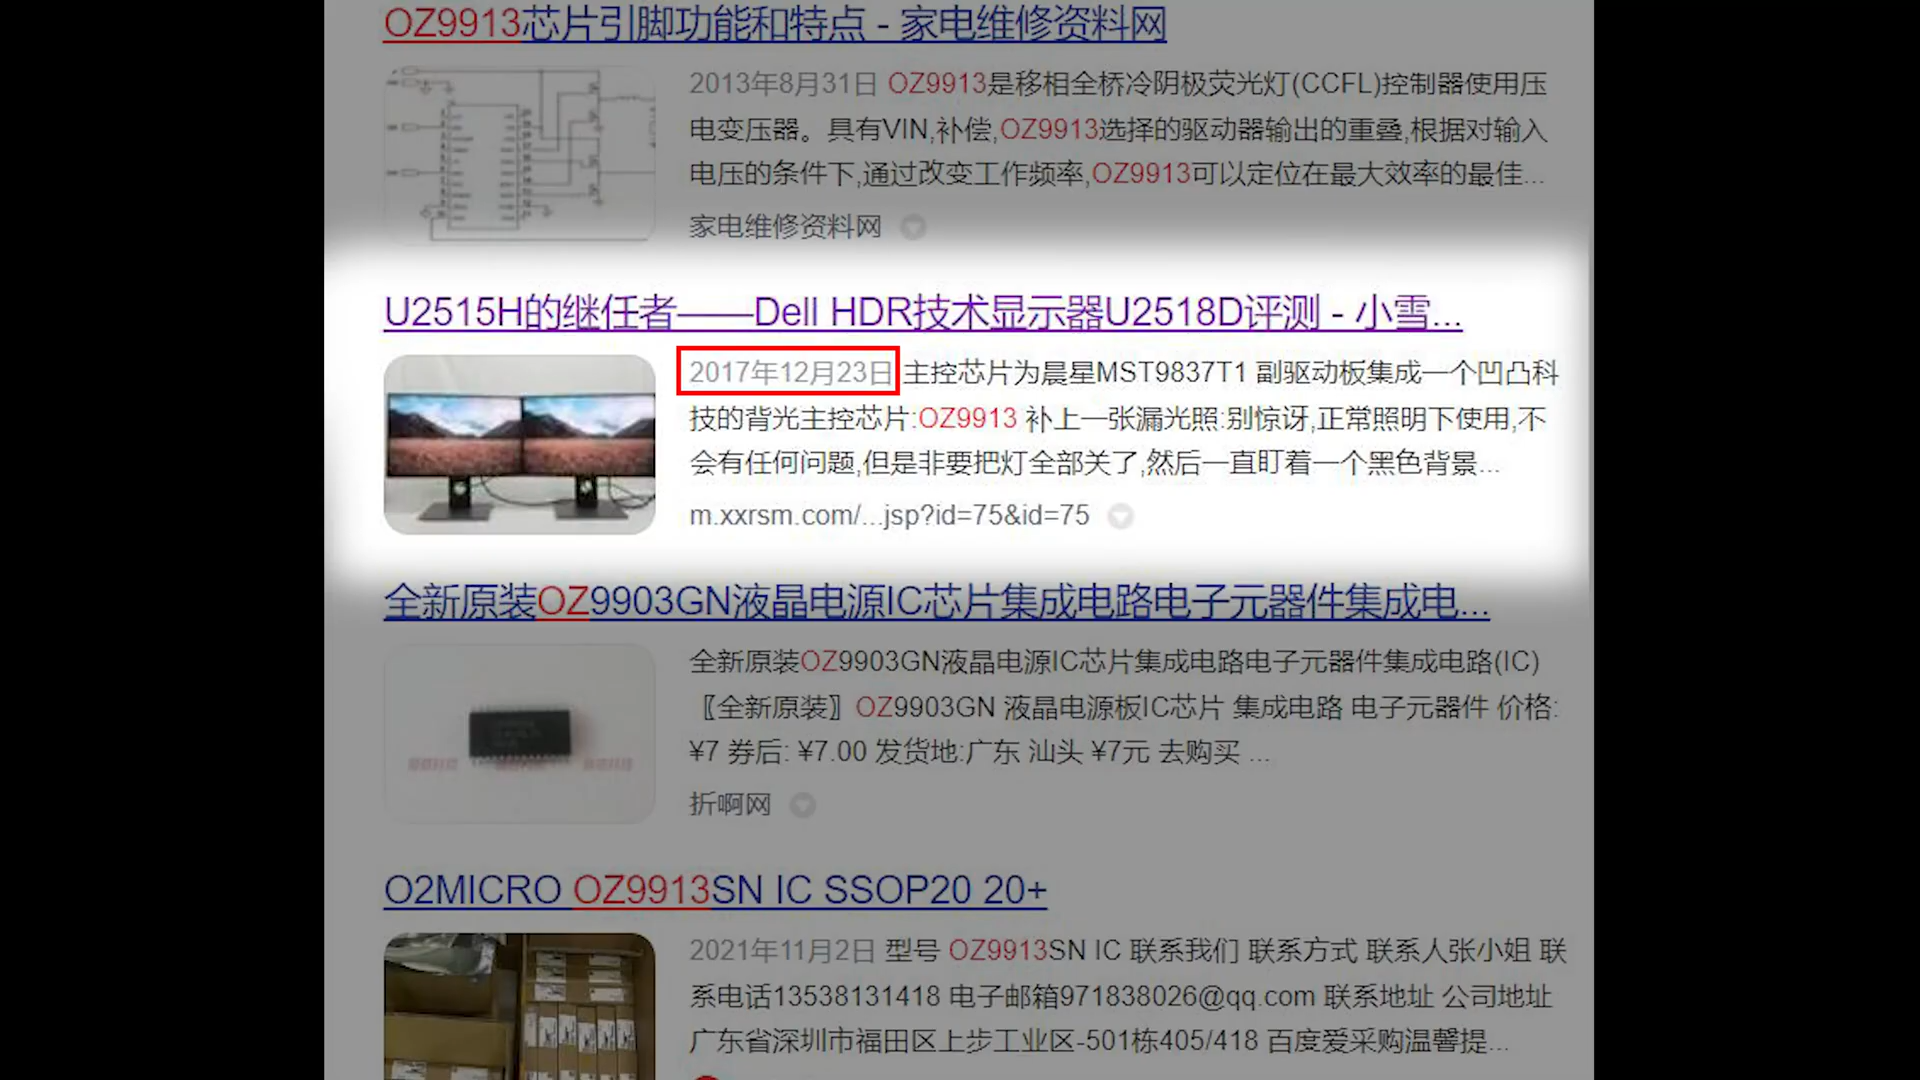 OZ9913芯片引脚功能和特点 - 家电维修资料网
2013年8月31日 OZ9913是移相全桥冷阴极荧光灯(CCFL)控制器使用压
电变压器。具有VIN,补偿,OZ9913选择的驱动器输出的重叠,根据对输入
电压的条件下,通过改变工作频率,OZ9913可以定位在最大效率的最佳...
家电维修资料网
U2515H的继任者——Dell HDR技术显示器U2518D评测 - 小雪...
2017年12月23日 主控芯片为晨星MST9837T1 副驱动板集成一个凹凸科
技的背光主控芯片:OZ9913 补上一张漏光照:别惊讶,正常照明下使用,不
会有任何问题,但是非要把灯全部关了,然后一直盯着一个黑色背景...
m.xxrsm.com/...jsp?id=75&id=75
全新原装OZ9903GN液晶电源IC芯片集成电路电子元器件集成电...
全新原装OZ9903GN液晶电源IC芯片集成电路电子元器件集成电路(IC)
〖全新原装〗OZ9903GN 液晶电源板IC芯片 集成电路 电子元器件 价格:
¥7 券后: ¥7.00 发货地:广东 汕头 ¥7元 去购买 ...
折啊网
O2MICRO OZ9913SN IC SSOP20 20+
2021年11月2日 型号 OZ9913SN IC 联系我们 联系方式 联系人张小姐 联
系电话13538131418 电子邮箱971838026@qq.com 联系地址 公司地址
广东省深圳市福田区上步工业区-501栋405/418 百度爱采购温馨提...